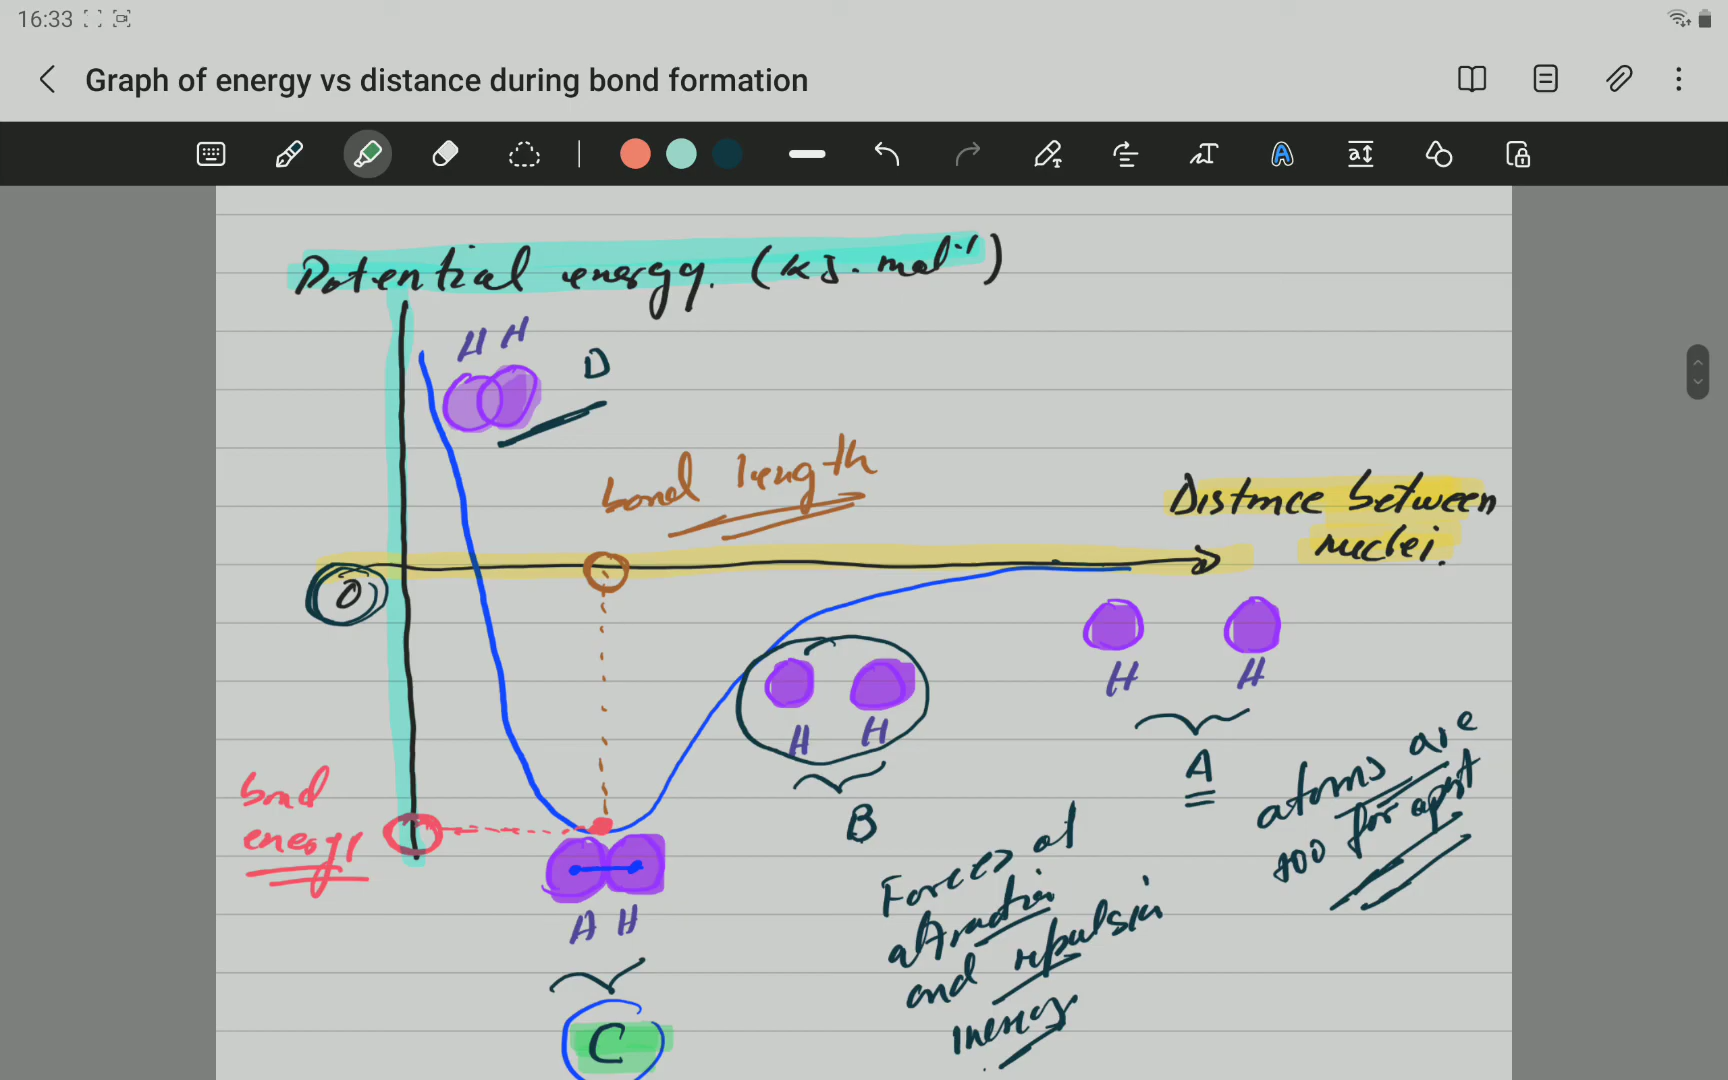 16:33
Graph of energy vs distance during bond formation
Potential energy. (kJ.mol⁻¹)
H H
D
bond length
Distance between
nuclei.
0
H H
H H
A
B
bond
energy
H H
C
Forces of
attraction
and repulsion
atoms are
too far apart